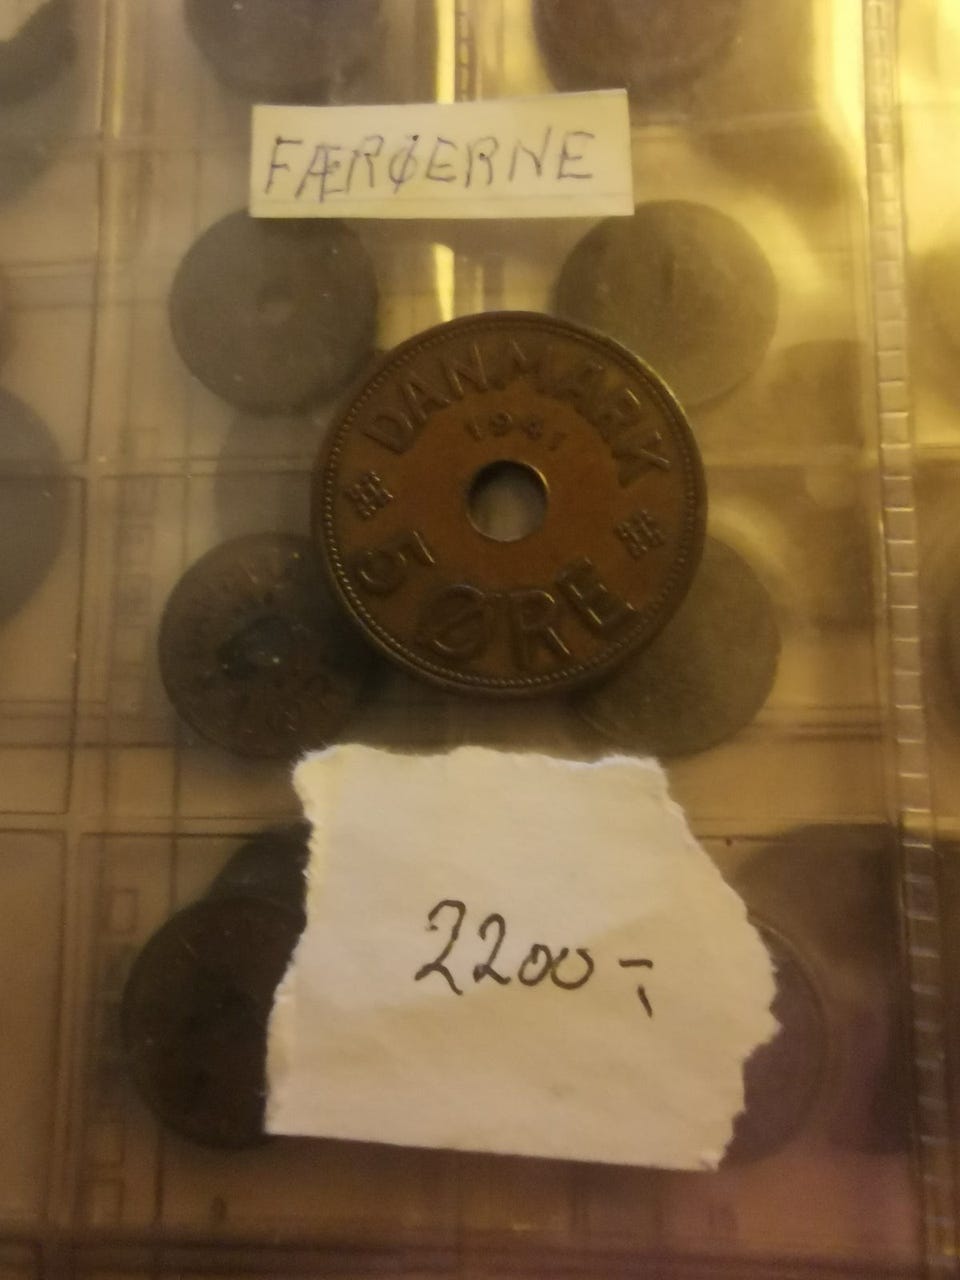 FÆRØERNE
DANMARK
1941
5
ØRE
2200-,